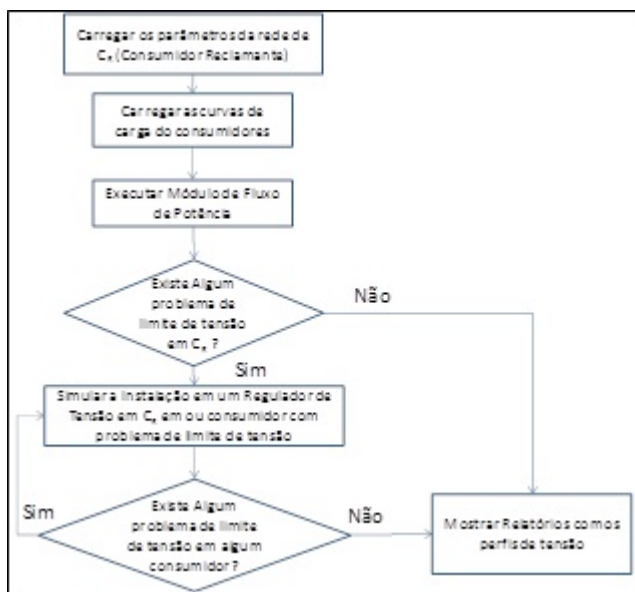 Carregar os parâmetros da rede de
Cₓ (Consumidor Reclamante)
Carregar as curvas de
carga do consumidores
Executar Módulo de Fluxo
de Potência
Existe Algum
problema de
limite de tensão
em Cₓ ?
Não
Sim
Simular a Instalação em um Regulador de
Tensão em Cₓ em ou consumidor com
problema de limite de tensão
Sim
Existe Algum
problema de limite
de tensão em algum
consumidor ?
Não
Mostrar Relatórios com os
perfis de tensão